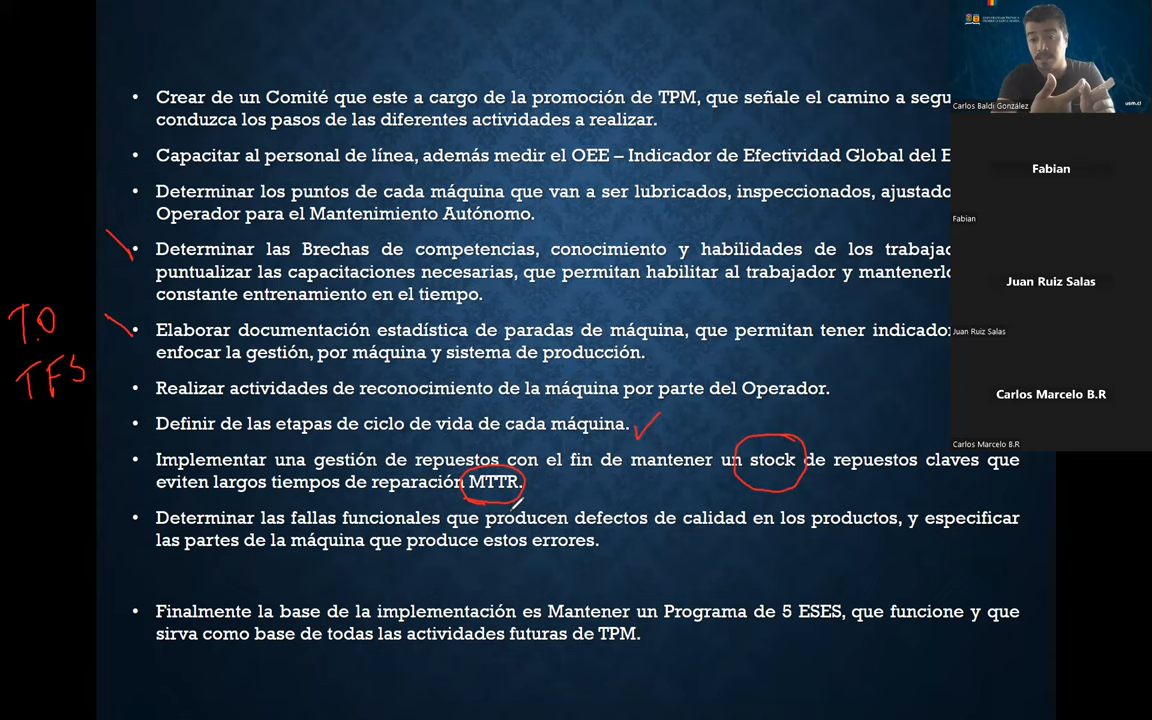 • Crear de un Comité que este a cargo de la promoción de TPM, que señale el camino a segu
conduzca los pasos de las diferentes actividades a realizar.
• Capacitar al personal de línea, además medir el OEE – Indicador de Efectividad Global del E
• Determinar los puntos de cada máquina que van a ser lubricados, inspeccionados, ajustado
Operador para el Mantenimiento Autónomo.
• Determinar las Brechas de competencias, conocimiento y habilidades de los trabajad
puntualizar las capacitaciones necesarias, que permitan habilitar al trabajador y mantenerlo
constante entrenamiento en el tiempo.
• Elaborar documentación estadística de paradas de máquina, que permitan tener indicador
enfocar la gestión, por máquina y sistema de producción.
• Realizar actividades de reconocimiento de la máquina por parte del Operador.
• Definir de las etapas de ciclo de vida de cada máquina.
• Implementar una gestión de repuestos con el fin de mantener un stock de repuestos claves que
eviten largos tiempos de reparación MTTR.
• Determinar las fallas funcionales que producen defectos de calidad en los productos, y especificar
las partes de la máquina que produce estos errores.
• Finalmente la base de la implementación es Mantener un Programa de 5 ESES, que funcione y que
sirva como base de todas las actividades futuras de TPM.
T.O
TFS
Carlos Baldi González
usm.cl
Fabian
Fabian
Juan Ruiz Salas
Juan Ruiz Salas
Carlos Marcelo B.R
Carlos Marcelo B.R